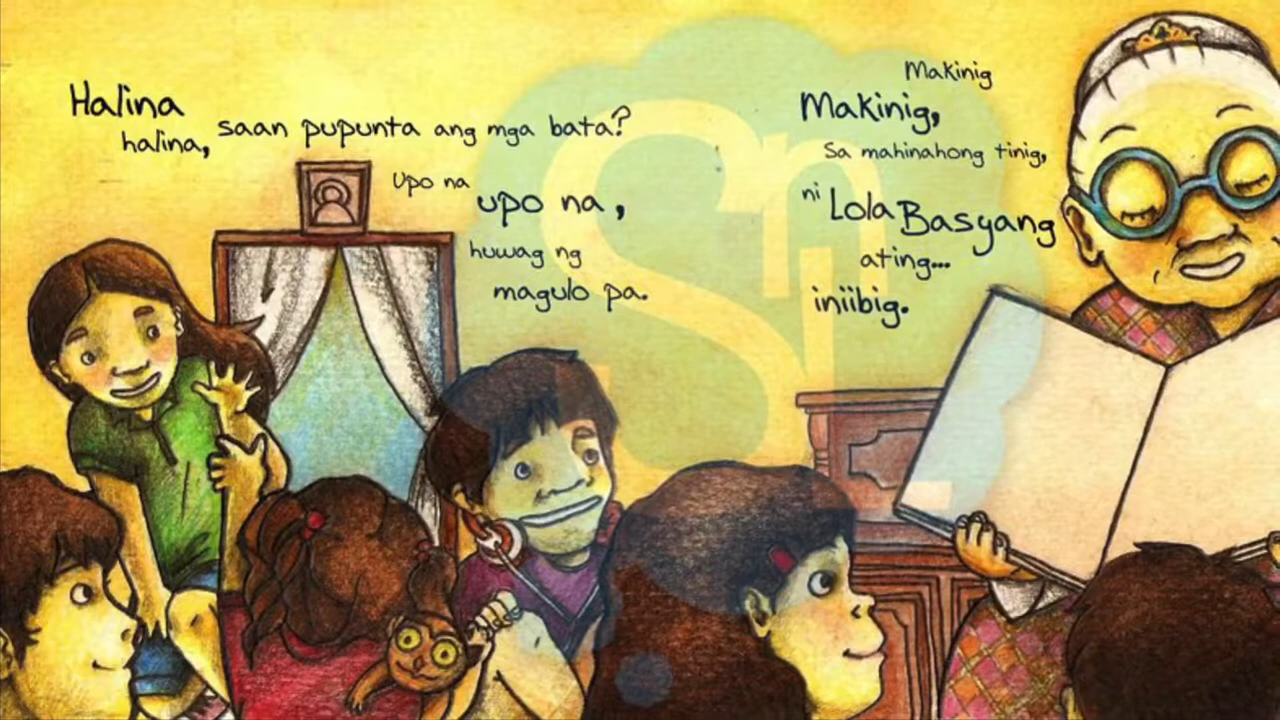 Halina
halina, saan pupunta ang mga bata?
Upo na
upo na,
huwag ng
magulo pa.
Makinig
Makinig,
Sa mahinahong tinig,
ni Lola Basyang
ating...
iniibig.